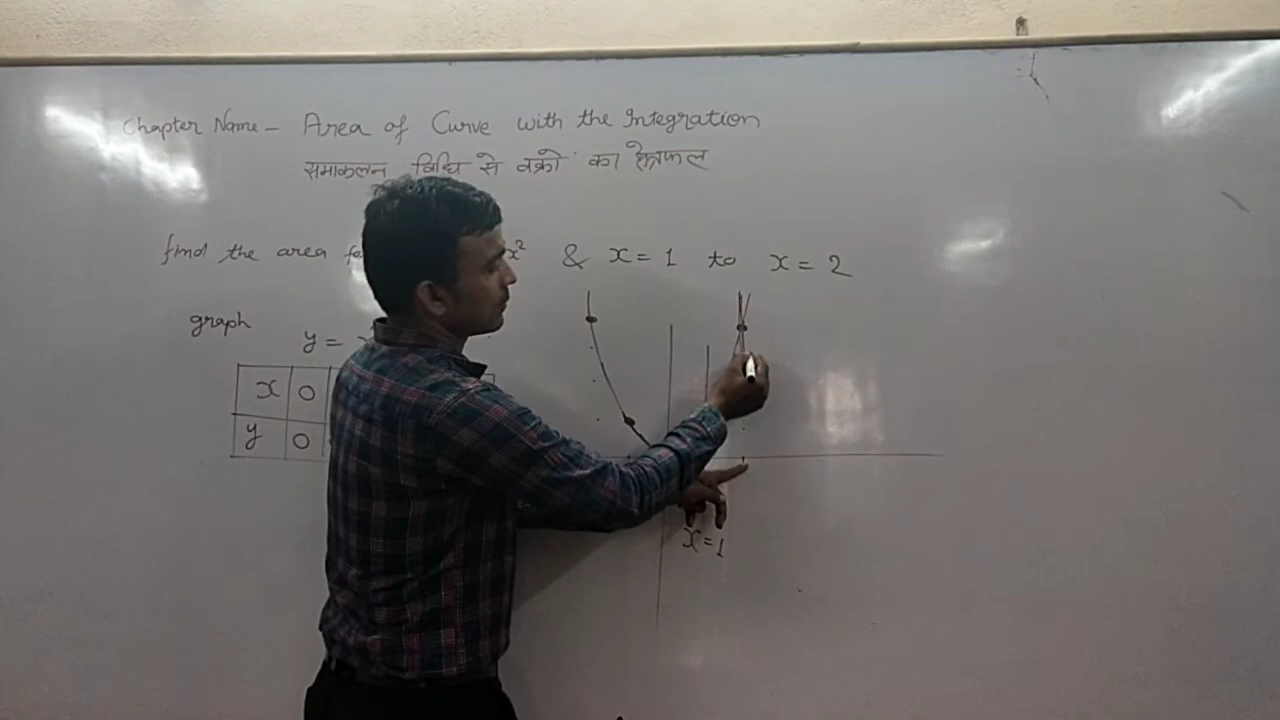 Chapter Name - Area of Curve with the Integration
समाकलन विधि से वक्रो का क्षेत्रफल
find the area x² & x = 1 to x = 2
graph
y =
x 0
y 0
x = 1